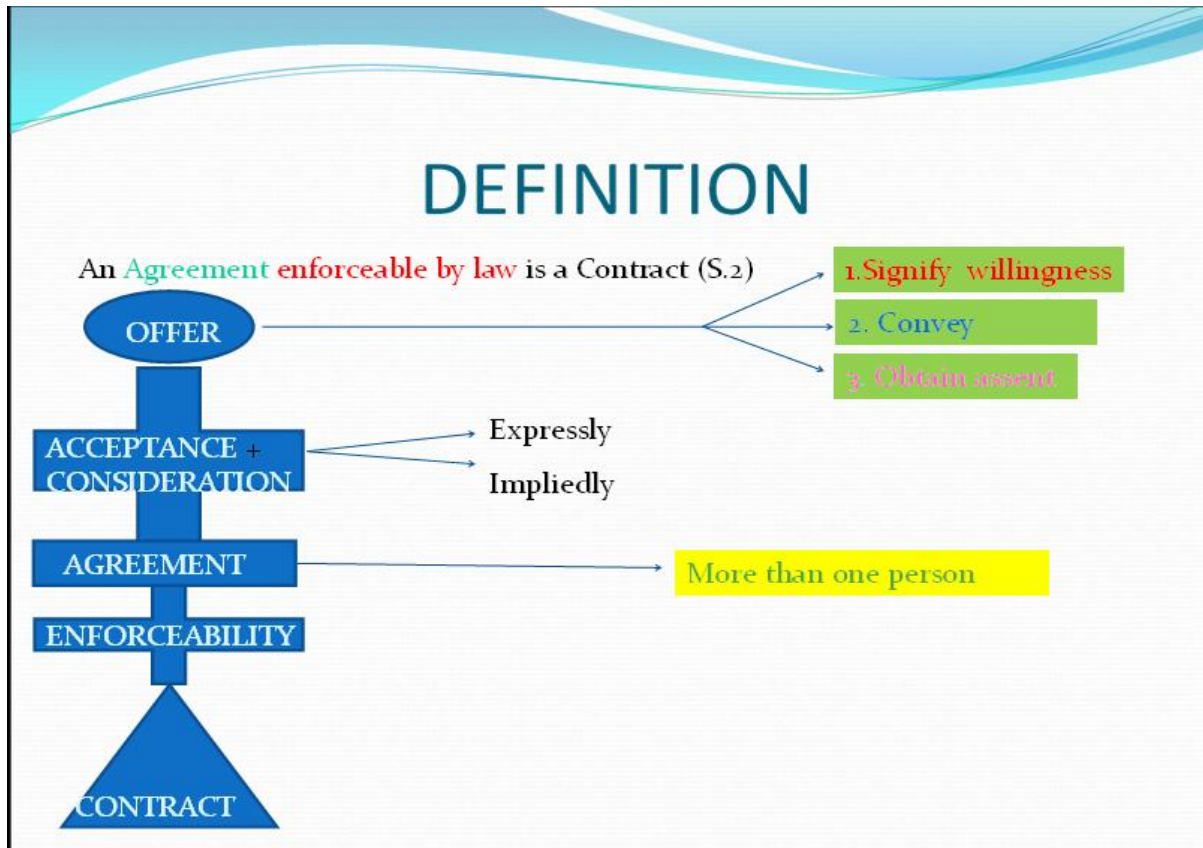 DEFINITION
An Agreement enforceable by law is a Contract (S.2)
1.Signify willingness
OFFER
2. Convey
3. Obtain assent
ACCEPTANCE +
CONSIDERATION
Expressly
Impliedly
AGREEMENT
More than one person
ENFORCEABILITY
CONTRACT